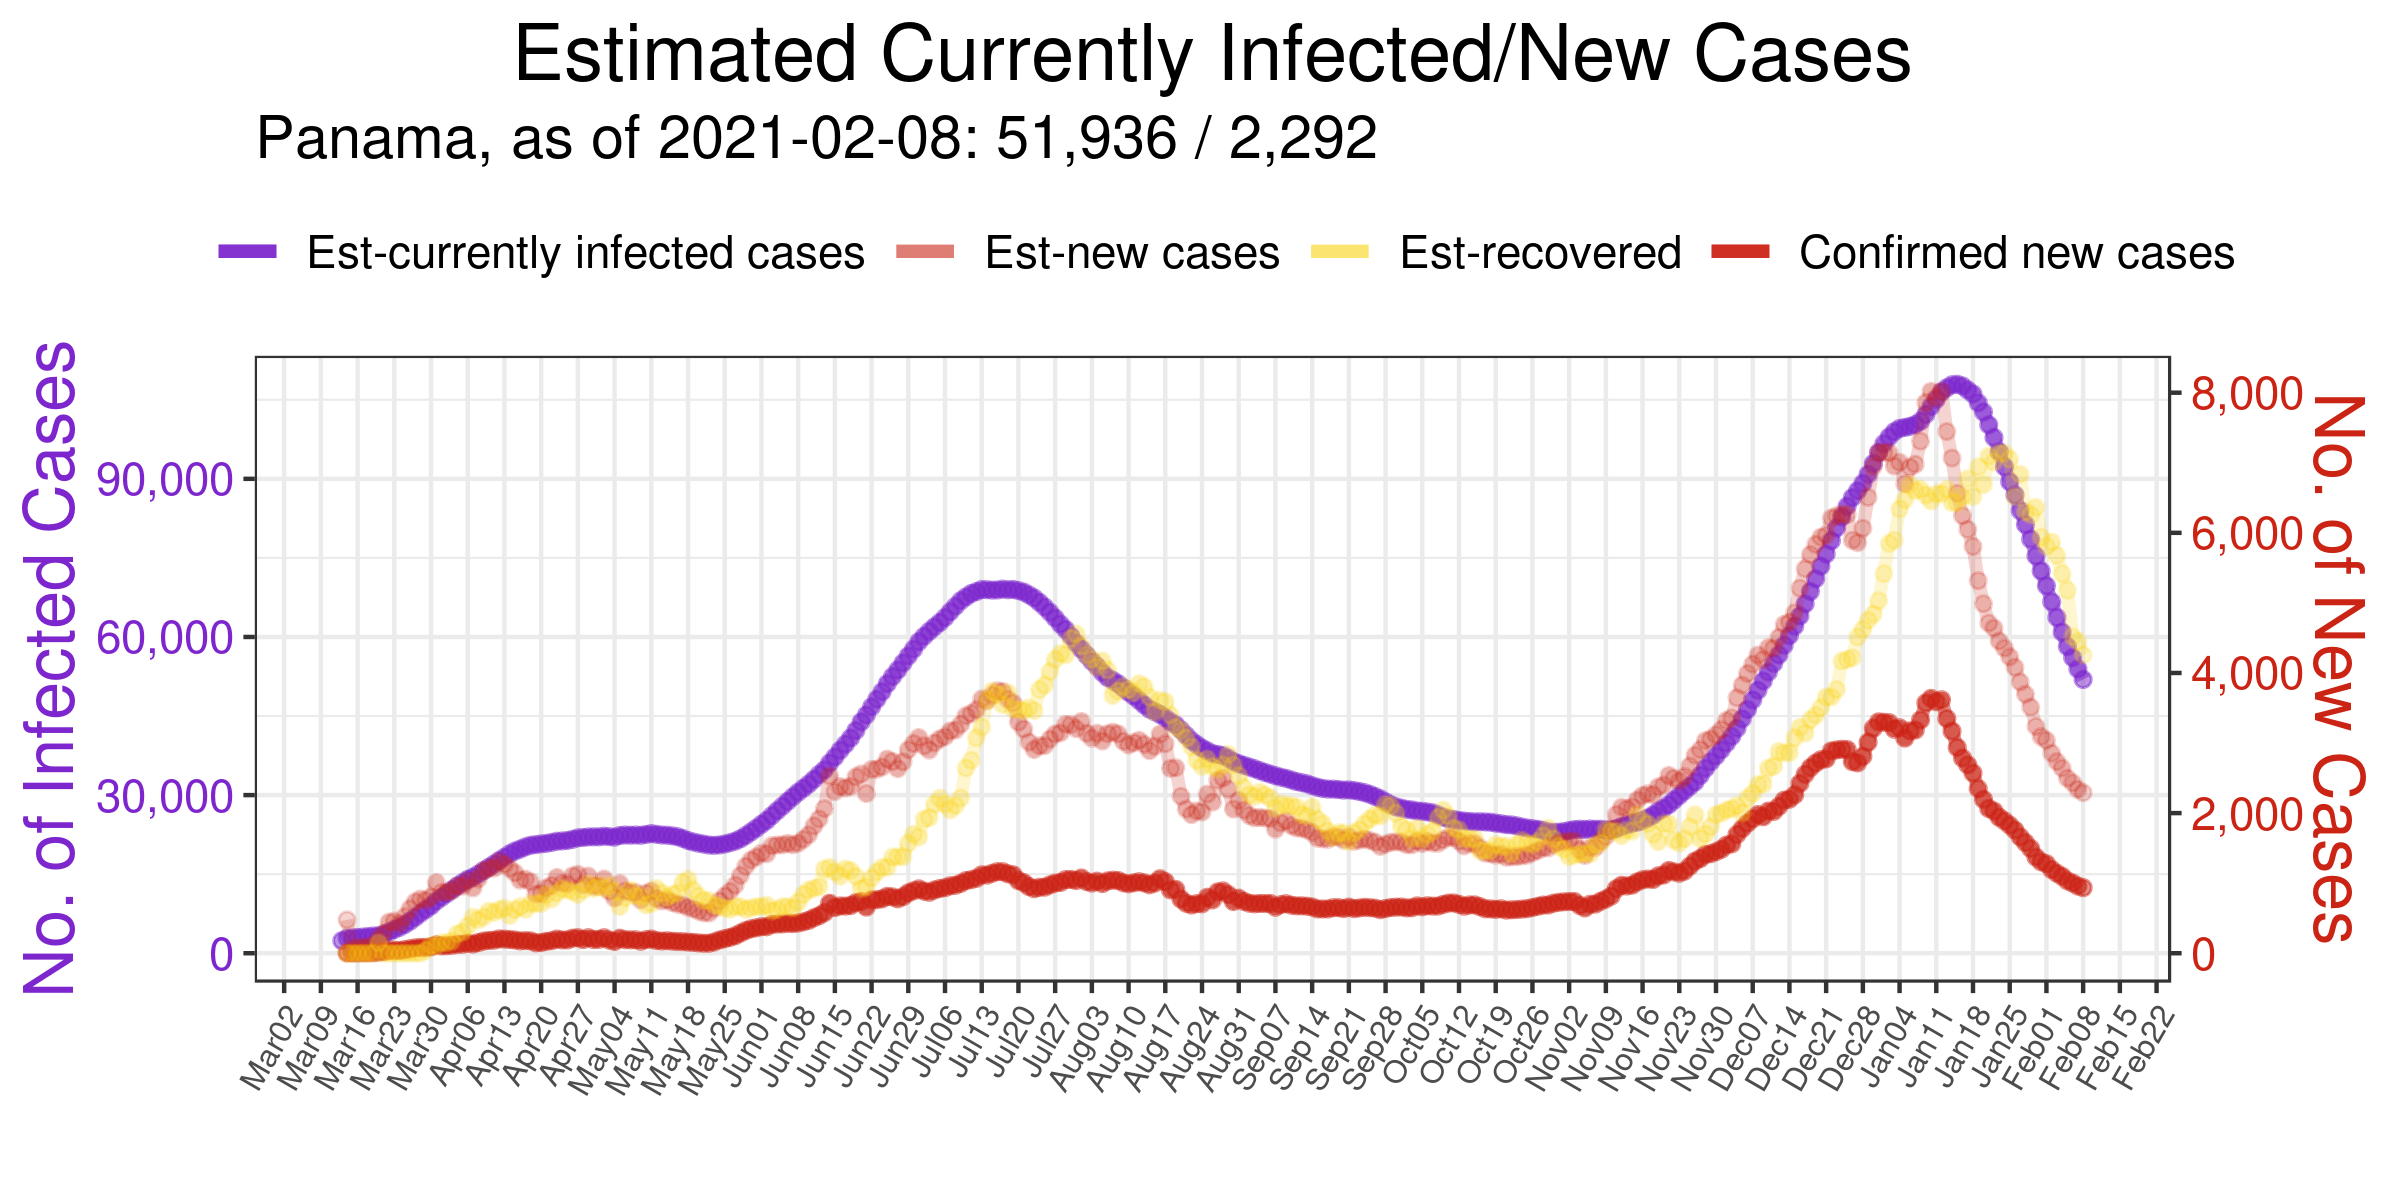 Estimated Currently Infected/New Cases
Panama, as of 2021-02-08: 51,936 / 2,292
Est-currently infected cases Est-new cases Est-recovered Confirmed new cases
No. of Infected Cases
90,000
60,000
30,000
0
8,000
6,000
4,000
2,000
0
No. of New Cases
Mar02 Mar09 Mar16 Mar23 Mar30 Apr06 Apr13 Apr20 Apr27 May04 May11 May18 May25 Jun01 Jun08 Jun15 Jun22 Jun29 Jul06 Jul13 Jul20 Jul27 Aug03 Aug10 Aug17 Aug24 Aug31 Sep07 Sep14 Sep21 Sep28 Oct05 Oct12 Oct19 Oct26 Nov02 Nov09 Nov16 Nov23 Nov30 Dec07 Dec14 Dec21 Dec28 Jan04 Jan11 Jan18 Jan25 Feb01 Feb08 Feb15 Feb22